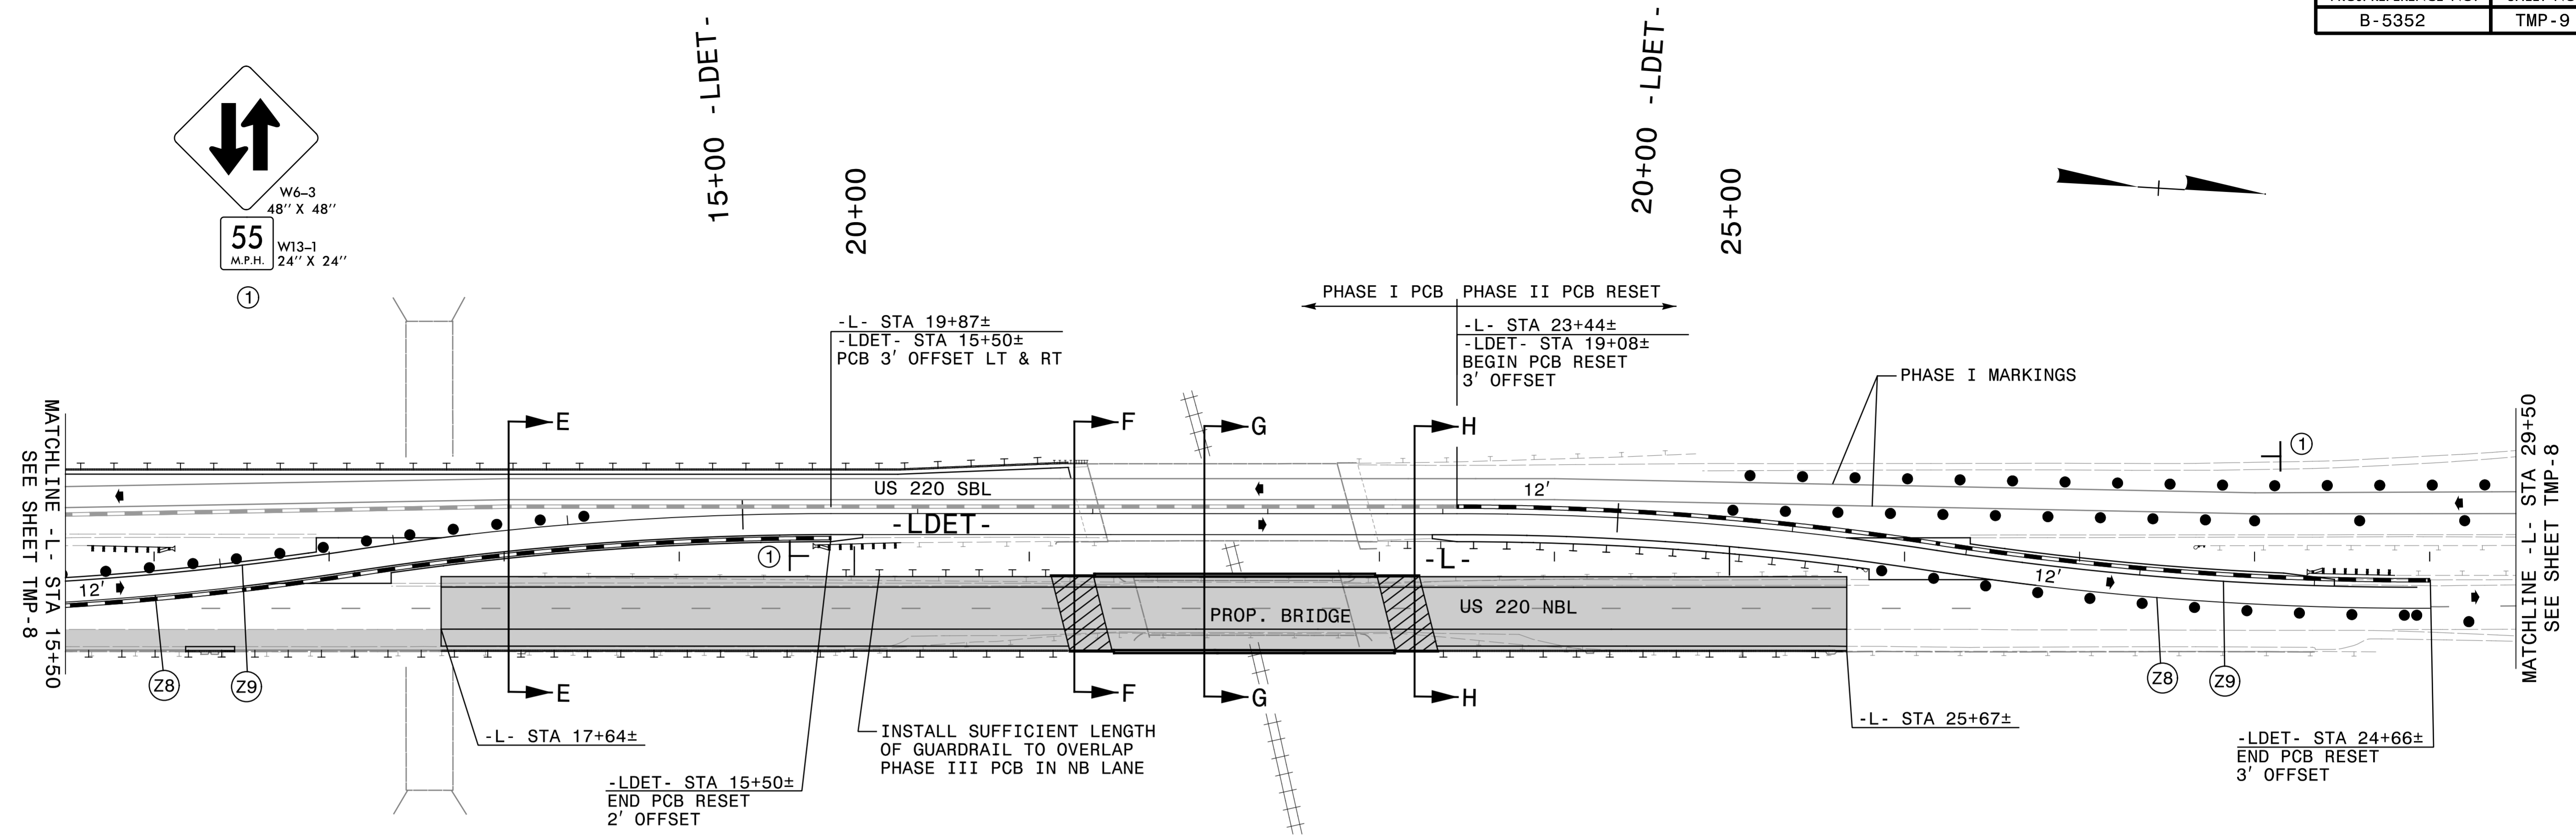 B-5352
TMP-9
15+00 -LDET-
20+00
20+00 -LDET-
25+00
W6-3
48'' X 48''
55
M.P.H.
W13-1
24'' X 24''
1
PHASE I PCB
PHASE II PCB RESET
-L- STA 19+87±
-LDET- STA 15+50±
PCB 3' OFFSET LT & RT
-L- STA 23+44±
-LDET- STA 19+08±
BEGIN PCB RESET
3' OFFSET
PHASE I MARKINGS
E
F
G
H
1
MATCHLINE -L- STA 15+50
SEE SHEET TMP-8
US 220 SBL
12'
-LDET-
1
-L-
12'
12'
PROP. BRIDGE
US 220 NBL
MATCHLINE -L- STA 29+50
SEE SHEET TMP-8
Z8
Z9
E
F
G
H
Z8
Z9
-L- STA 17+64±
INSTALL SUFFICIENT LENGTH
OF GUARDRAIL TO OVERLAP
PHASE III PCB IN NB LANE
-L- STA 25+67±
-LDET- STA 15+50±
END PCB RESET
2' OFFSET
-LDET- STA 24+66±
END PCB RESET
3' OFFSET